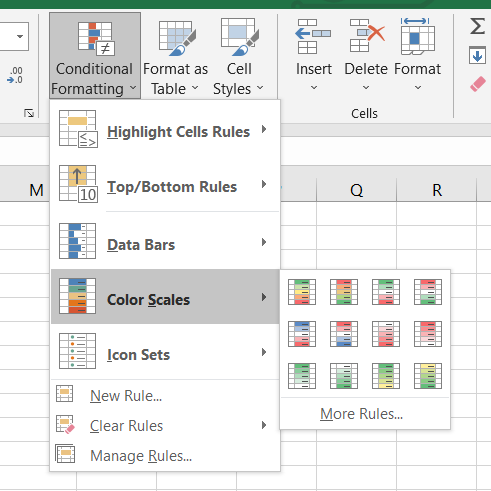 Conditional Formatting
Format as Table
Cell Styles
Insert
Delete
Format
Cells
.00
.0
Highlight Cells Rules
Top/Bottom Rules
10
Data Bars
Color Scales
Icon Sets
New Rule...
Clear Rules
Manage Rules...
More Rules...
M
Q
R